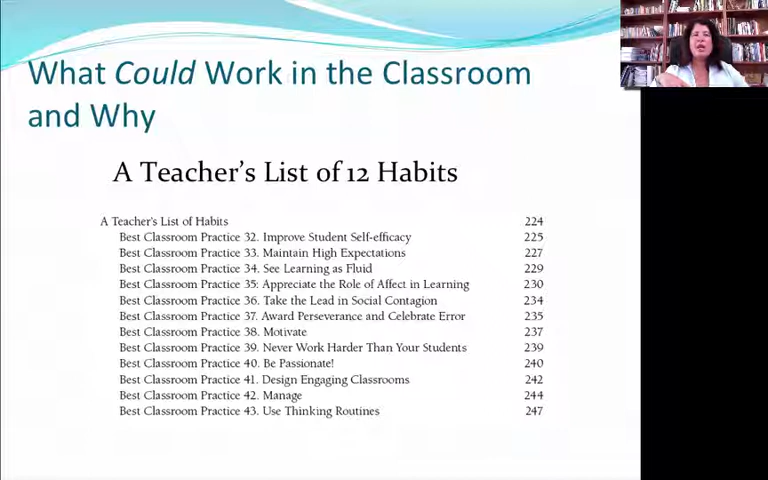 What Could Work in the Classroom
and Why
A Teacher's List of 12 Habits
A Teacher's List of Habits 224
Best Classroom Practice 32. Improve Student Self-efficacy 225
Best Classroom Practice 33. Maintain High Expectations 227
Best Classroom Practice 34. See Learning as Fluid 229
Best Classroom Practice 35: Appreciate the Role of Affect in Learning 230
Best Classroom Practice 36. Take the Lead in Social Contagion 234
Best Classroom Practice 37. Award Perseverance and Celebrate Error 235
Best Classroom Practice 38. Motivate 237
Best Classroom Practice 39. Never Work Harder Than Your Students 239
Best Classroom Practice 40. Be Passionate! 240
Best Classroom Practice 41. Design Engaging Classrooms 242
Best Classroom Practice 42. Manage 244
Best Classroom Practice 43. Use Thinking Routines 247